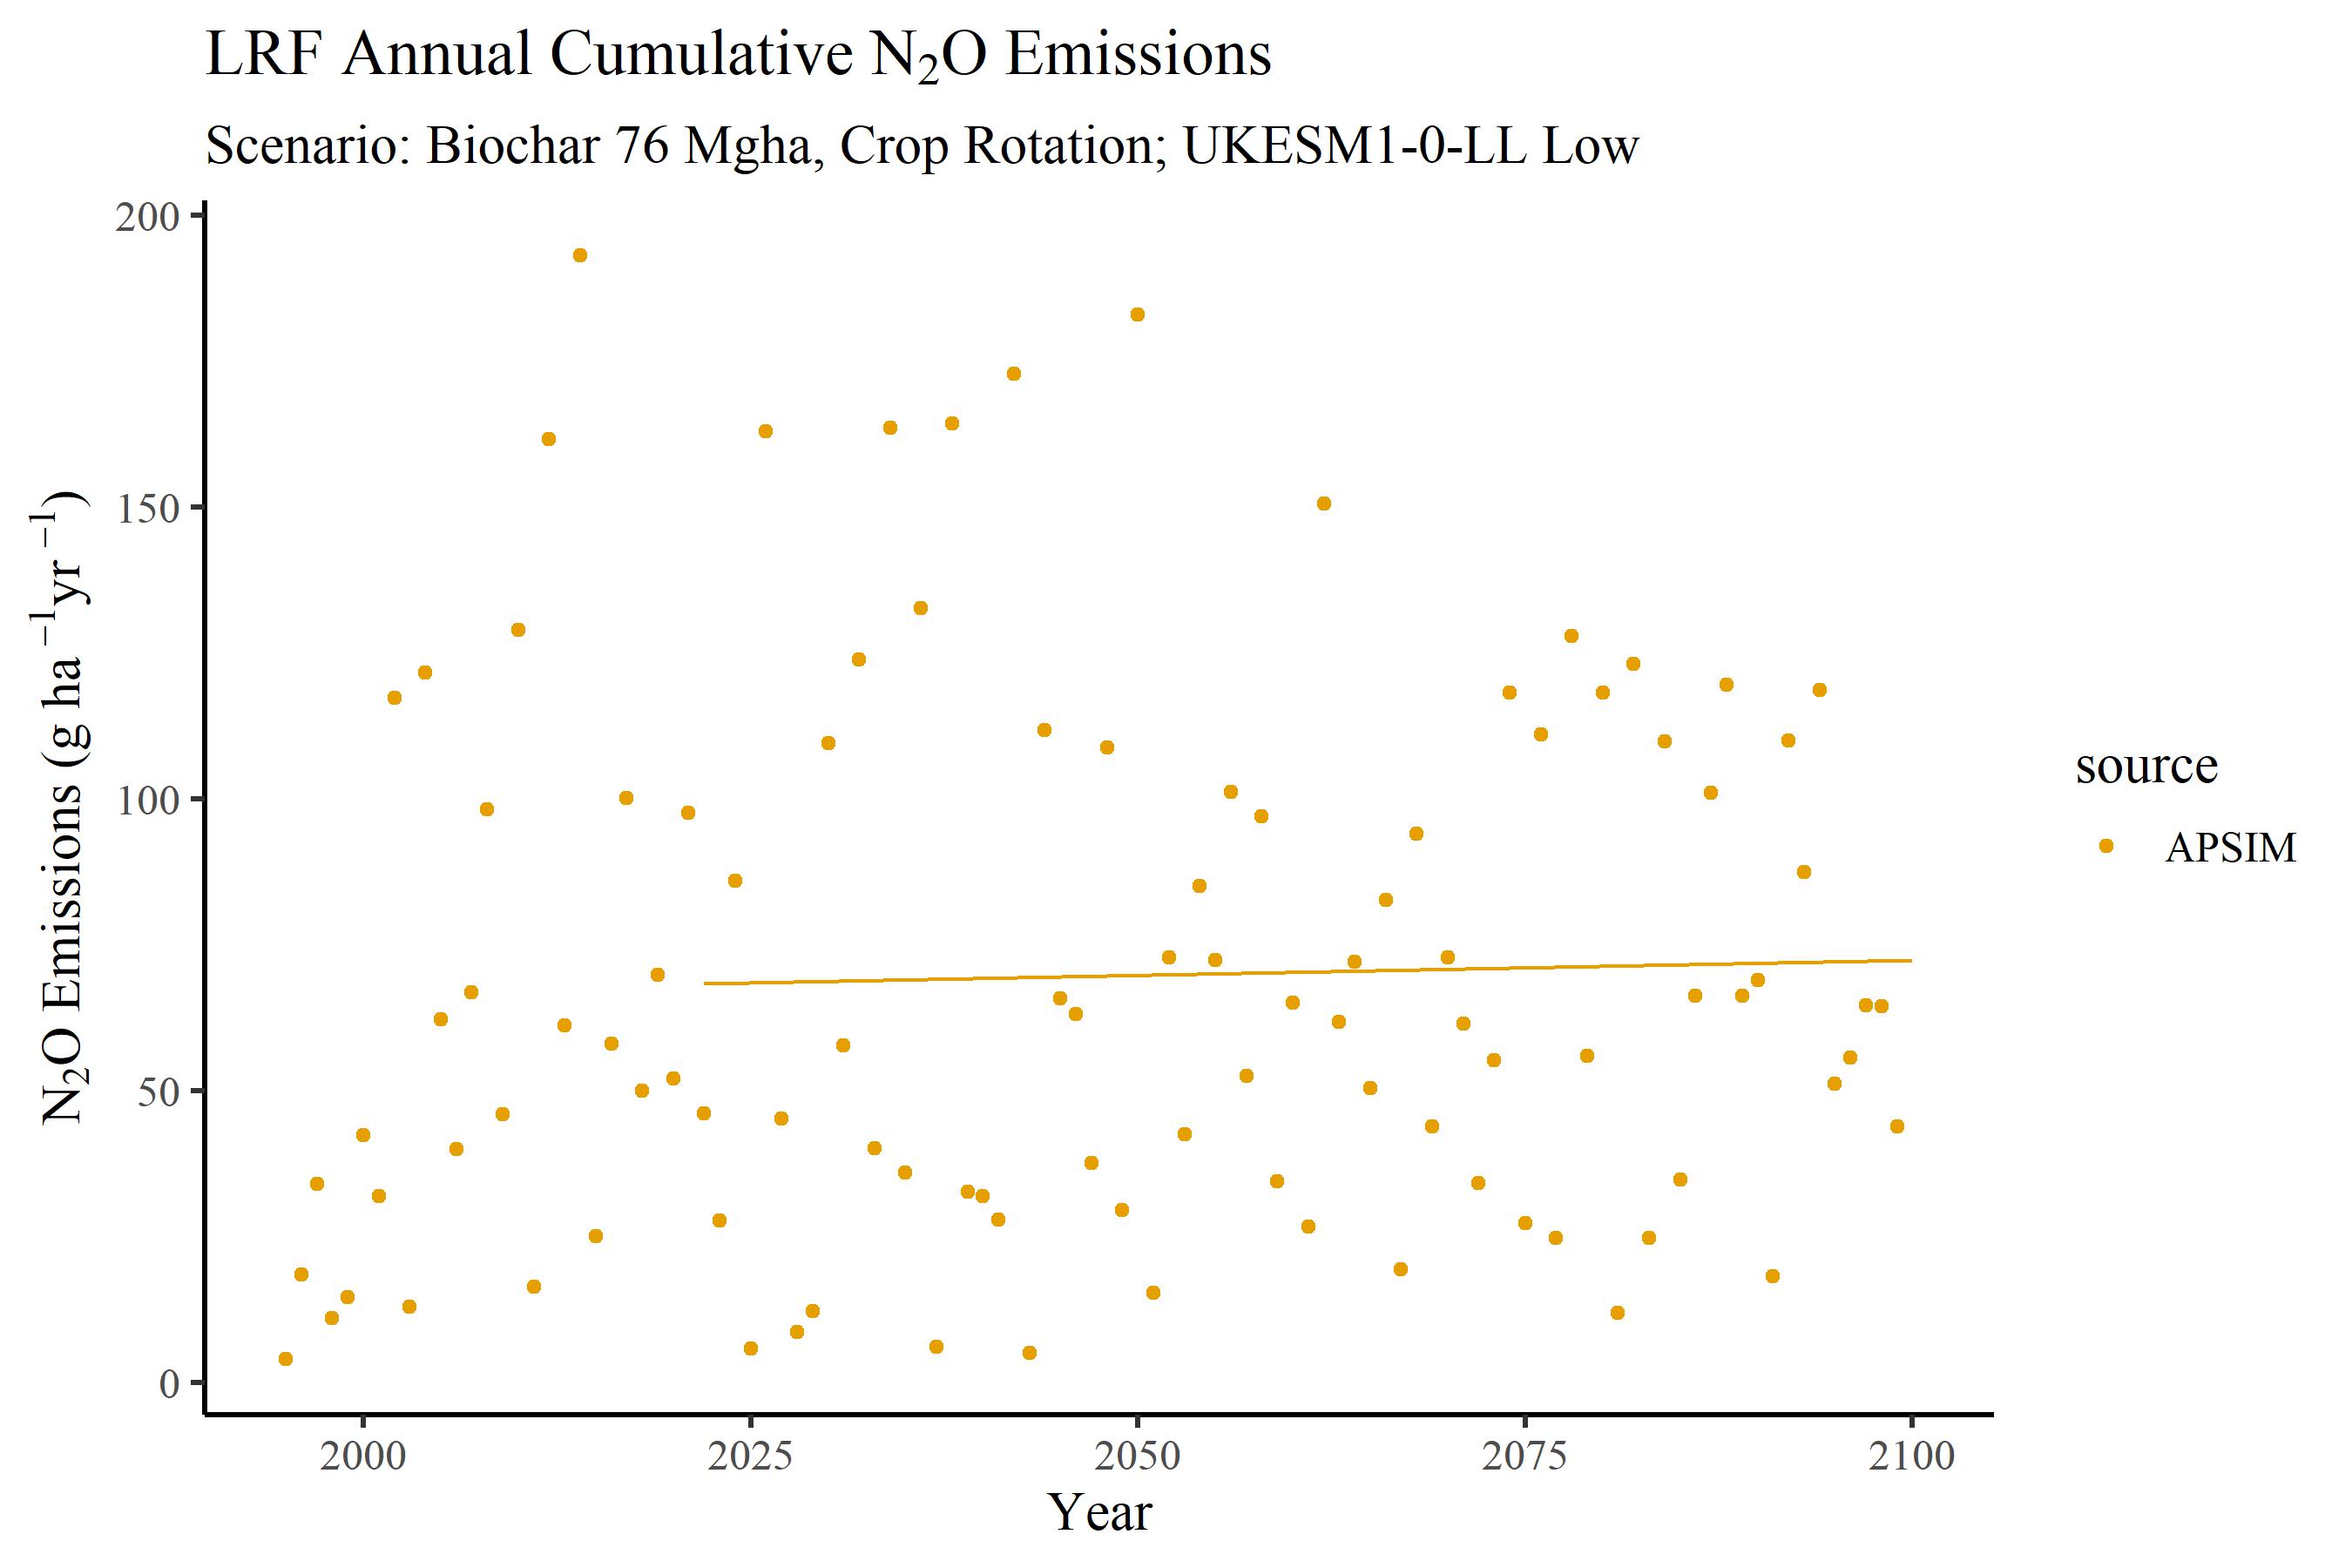 LRF Annual Cumulative N₂O Emissions
Scenario: Biochar 76 Mgha, Crop Rotation; UKESM1-0-LL Low
N₂O Emissions (g ha ⁻¹yr ⁻¹)
200
150
100
50
0
2000 2025 2050 2075 2100
Year
source
APSIM